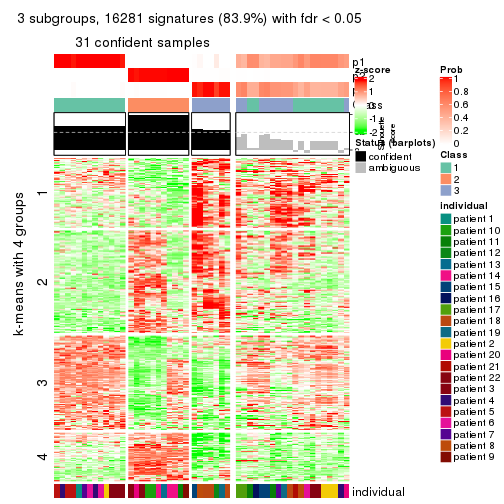 3 subgroups, 16281 signatures (83.9%) with fdr < 0.05
31 confident samples
p1
z-score
2
1
0
-1
-2
Silhouette
score
Status (barplots)
confident
ambiguous
Prob
1
0.8
0.6
0.4
0.2
0
Class
1
2
3
individual
patient 1
patient 10
patient 11
patient 12
patient 13
patient 14
patient 15
patient 16
patient 17
patient 18
patient 19
patient 2
patient 20
patient 21
patient 22
patient 3
patient 4
patient 5
patient 6
patient 7
patient 8
patient 9
k-means with 4 groups
1
2
3
4
individual